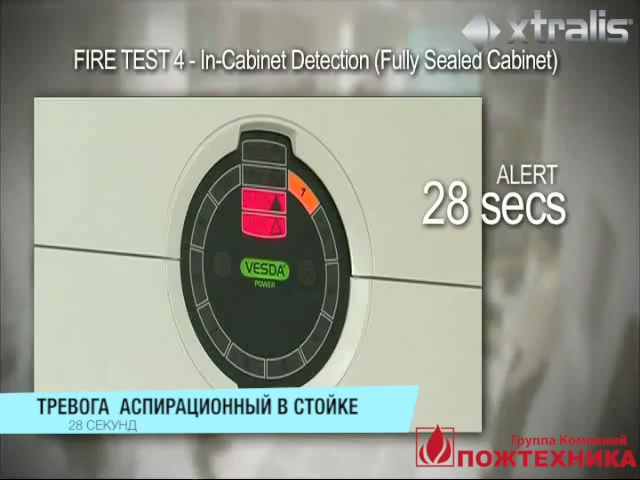 xtralis
FIRE TEST 4 - In-Cabinet Detection (Fully Sealed Cabinet)
ALERT
28 secs
1
VESDA
POWER
ТРЕВОГА АСПИРАЦИОННЫЙ В СТОЙКЕ
28 СЕКУНД
Группа Компаний
ПОЖТЕХНИКА